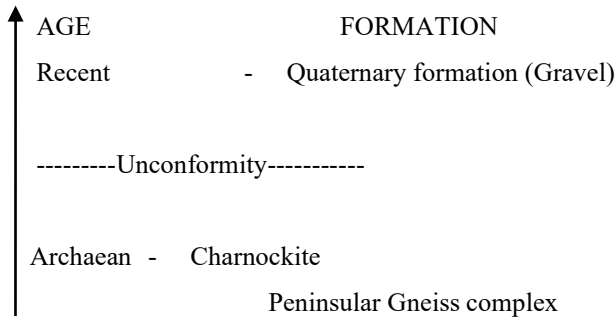 AGE FORMATION
Recent - Quaternary formation (Gravel)
---------Unconformity-----------
Archaean - Charnockite
Peninsular Gneiss complex